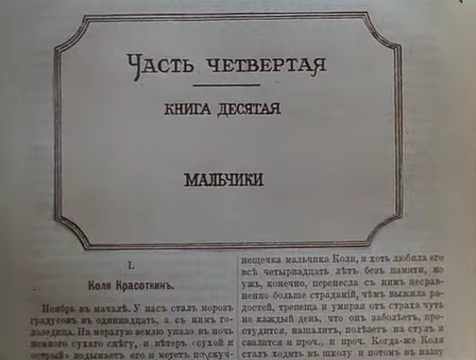 Часть четвертая
КНИГА ДЕСЯТАЯ
МАЛЬЧИКИ
I.
Коля Красоткинъ.
Ноябрь въ началѣ. У насъ сталъ морозъ
градусовъ въ одиннадцать, а съ нимъ го-
лоледица. На мерзлую землю упало въ ночь
немного сухаго снѣгу, и вѣтеръ «сухой и
острый» подымаетъ его и мететъ по скуч-
нещечка мальчика Коли, и хоть любила его
всѣ четырнадцать лѣтъ безъ памяти, но
ужъ, конечно, перенесла съ нимъ несрав-
ненно больше страданій, чѣмъ выжила ра-
достей, трепеща и умирая отъ страха чуть
не каждый день, что онъ заболѣетъ, про-
студится, нашалитъ, полѣзетъ на стулъ и
свалится и проч., и проч. Когда-же Коля
сталъ ходить въ школу и потомъ въ нашу